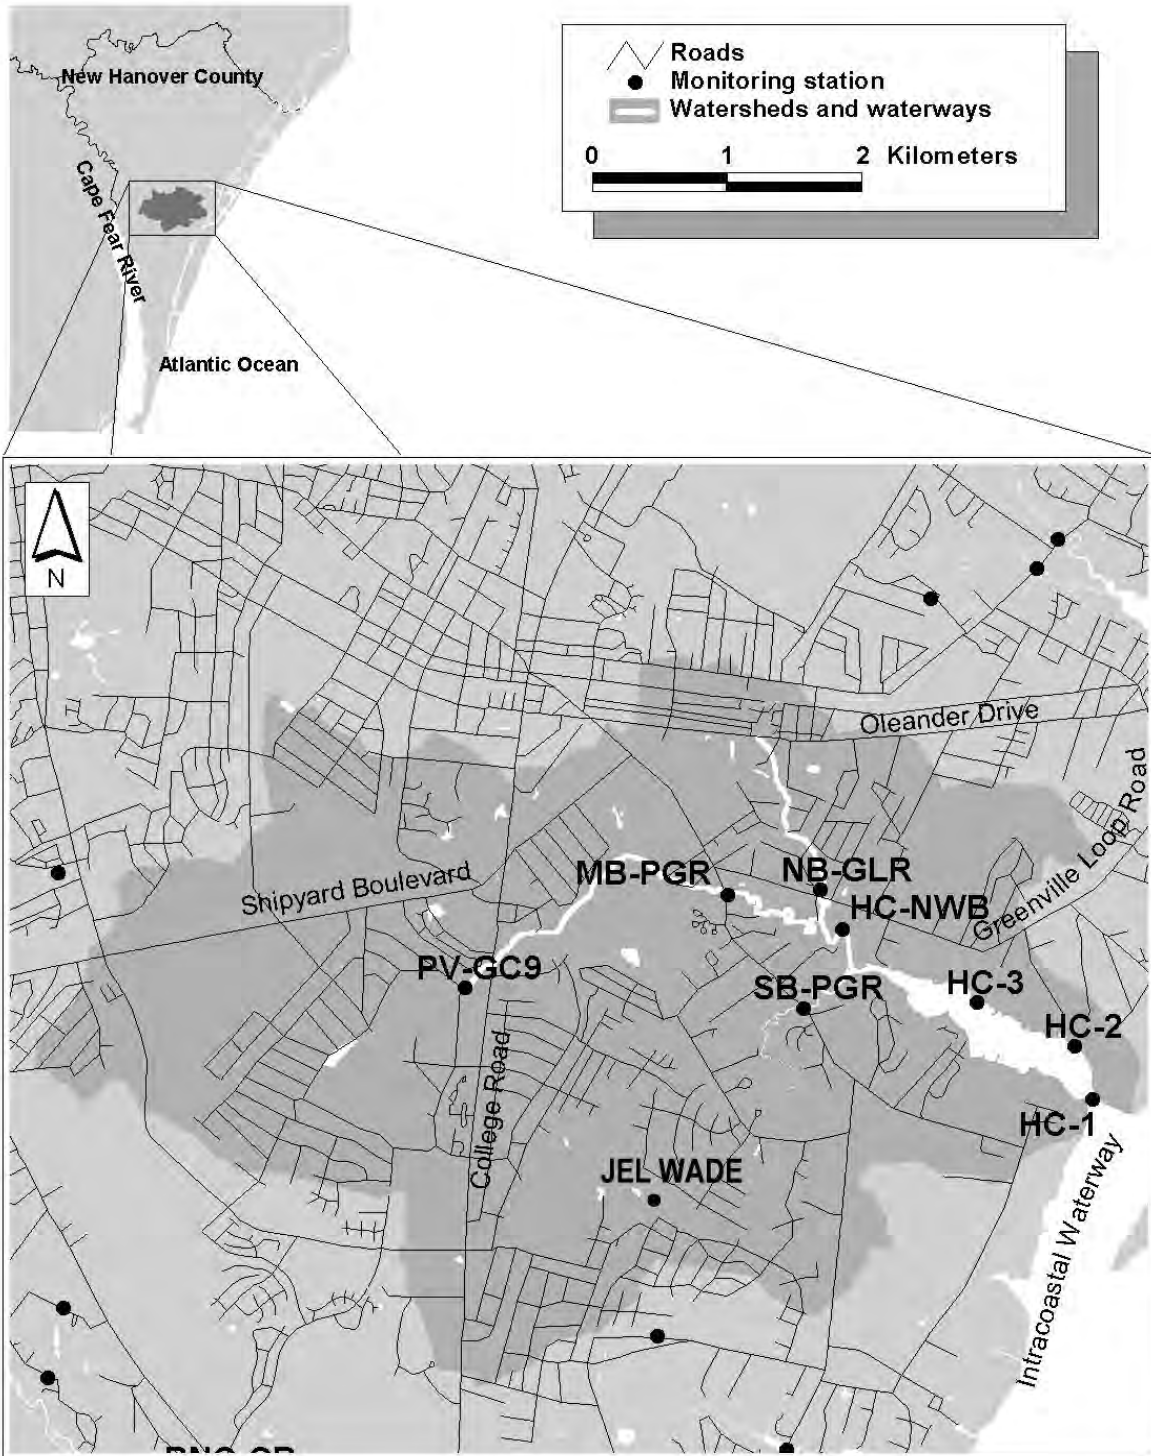 New Hanover County
Cape Fear River
Atlantic Ocean
Roads
Monitoring station
Watersheds and waterways
0 1 2 Kilometers
N
Oleander Drive
Greenville Loop Road
Shipyard Boulevard
MB-PGR
NB-GLR
HC-NWB
PV-GC9
SB-PGR
HC-3
HC-2
HC-1
College Road
JEL WADE
Intracoastal Waterway